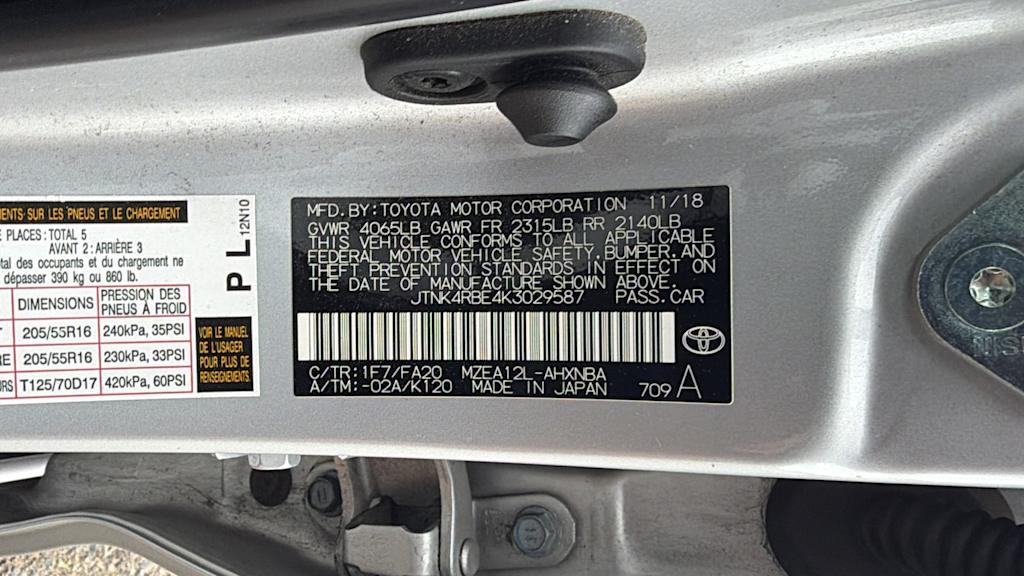 MENTS SUR LES PNEUS ET LE CHARGEMENT
E PLACES : TOTAL 5
AVANT 2 : ARRIÈRE 3
tal des occupants et du chargement ne
dépasser 390 kg ou 860 lb.
DIMENSIONS PRESSION DES PNEUS À FROID
T 205/55R16 240kPa, 35PSI
RE 205/55R16 230kPa, 33PSI
URS T125/70D17 420kPa, 60PSI
P L 12N10
VOIR LE MANUEL
DE L'USAGER
POUR PLUS DE
RENSEIGNEMENTS
MFD. BY: TOYOTA MOTOR CORPORATION 11/18
GVWR 4065LB GAWR FR 2315LB RR 2140LB
THIS VEHICLE CONFORMS TO ALL APPLICABLE
FEDERAL MOTOR VEHICLE SAFETY, BUMPER, AND
THEFT PREVENTION STANDARDS IN EFFECT ON
THE DATE OF MANUFACTURE SHOWN ABOVE.
JTNK4RBE4K3029587 PASS. CAR
C/TR: 1F7/FA20 MZEA12L-AHXNBA
A/TM: -02A/K120 MADE IN JAPAN 709 A